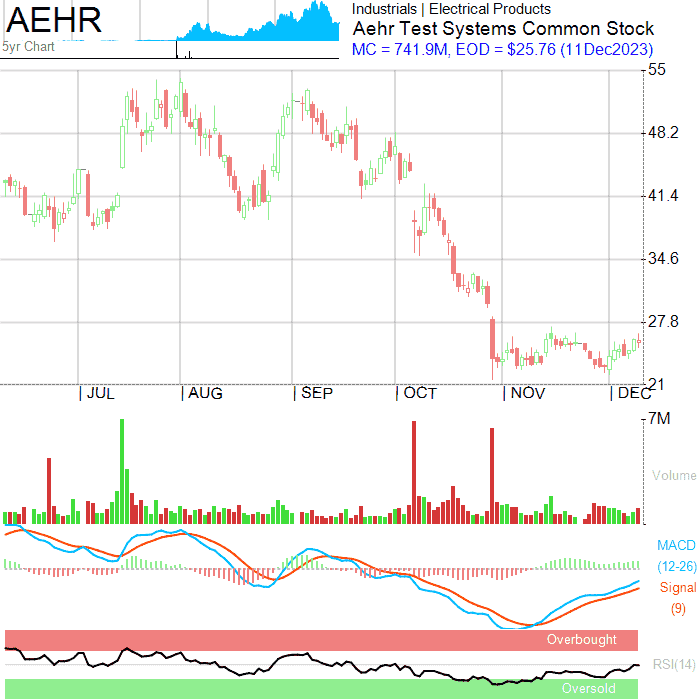 AEHR
5yr Chart
Industrials | Electrical Products
Aehr Test Systems Common Stock
MC = 741.9M, EOD = $25.76 (11Dec2023)
55
48.2
41.4
34.6
27.8
21
| JUL | AUG | SEP | OCT | NOV | DEC
7M
Volume
MACD
(12-26)
Signal
(9)
Overbought
RSI(14)
Oversold